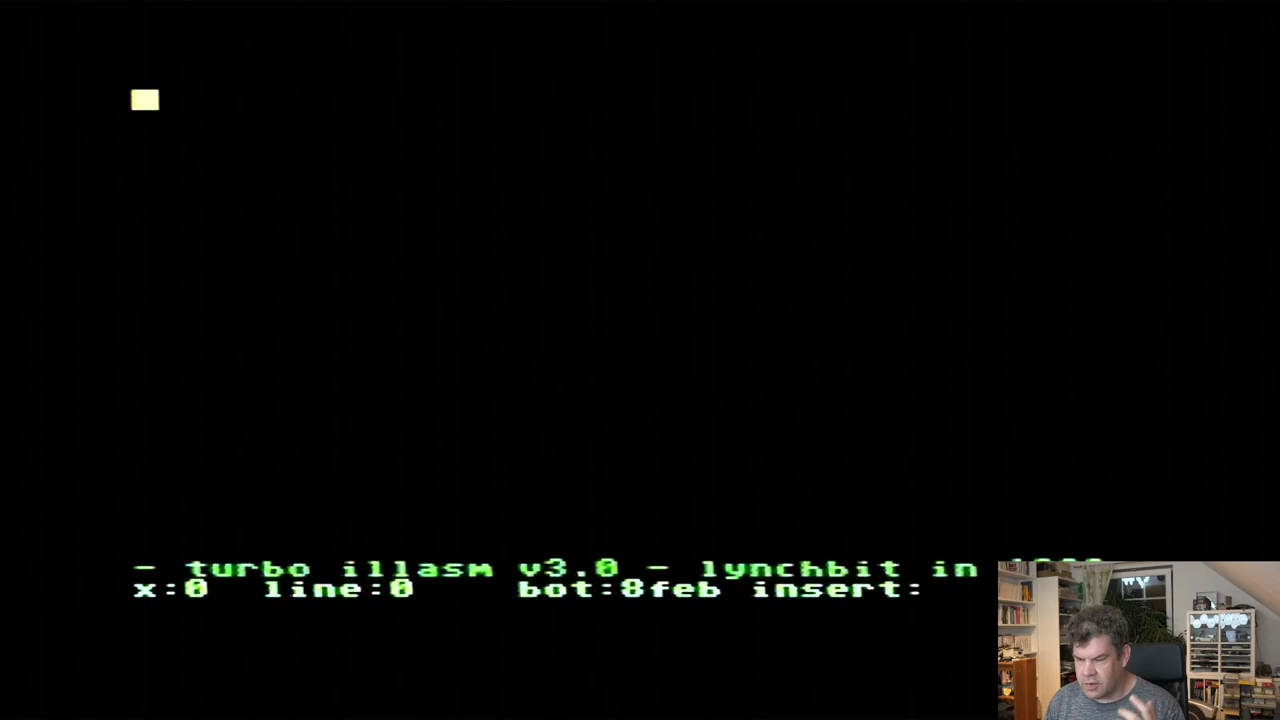 - turbo illasm v3.0 - lynchbit in
x:0 line:0 bot:8feb insert: